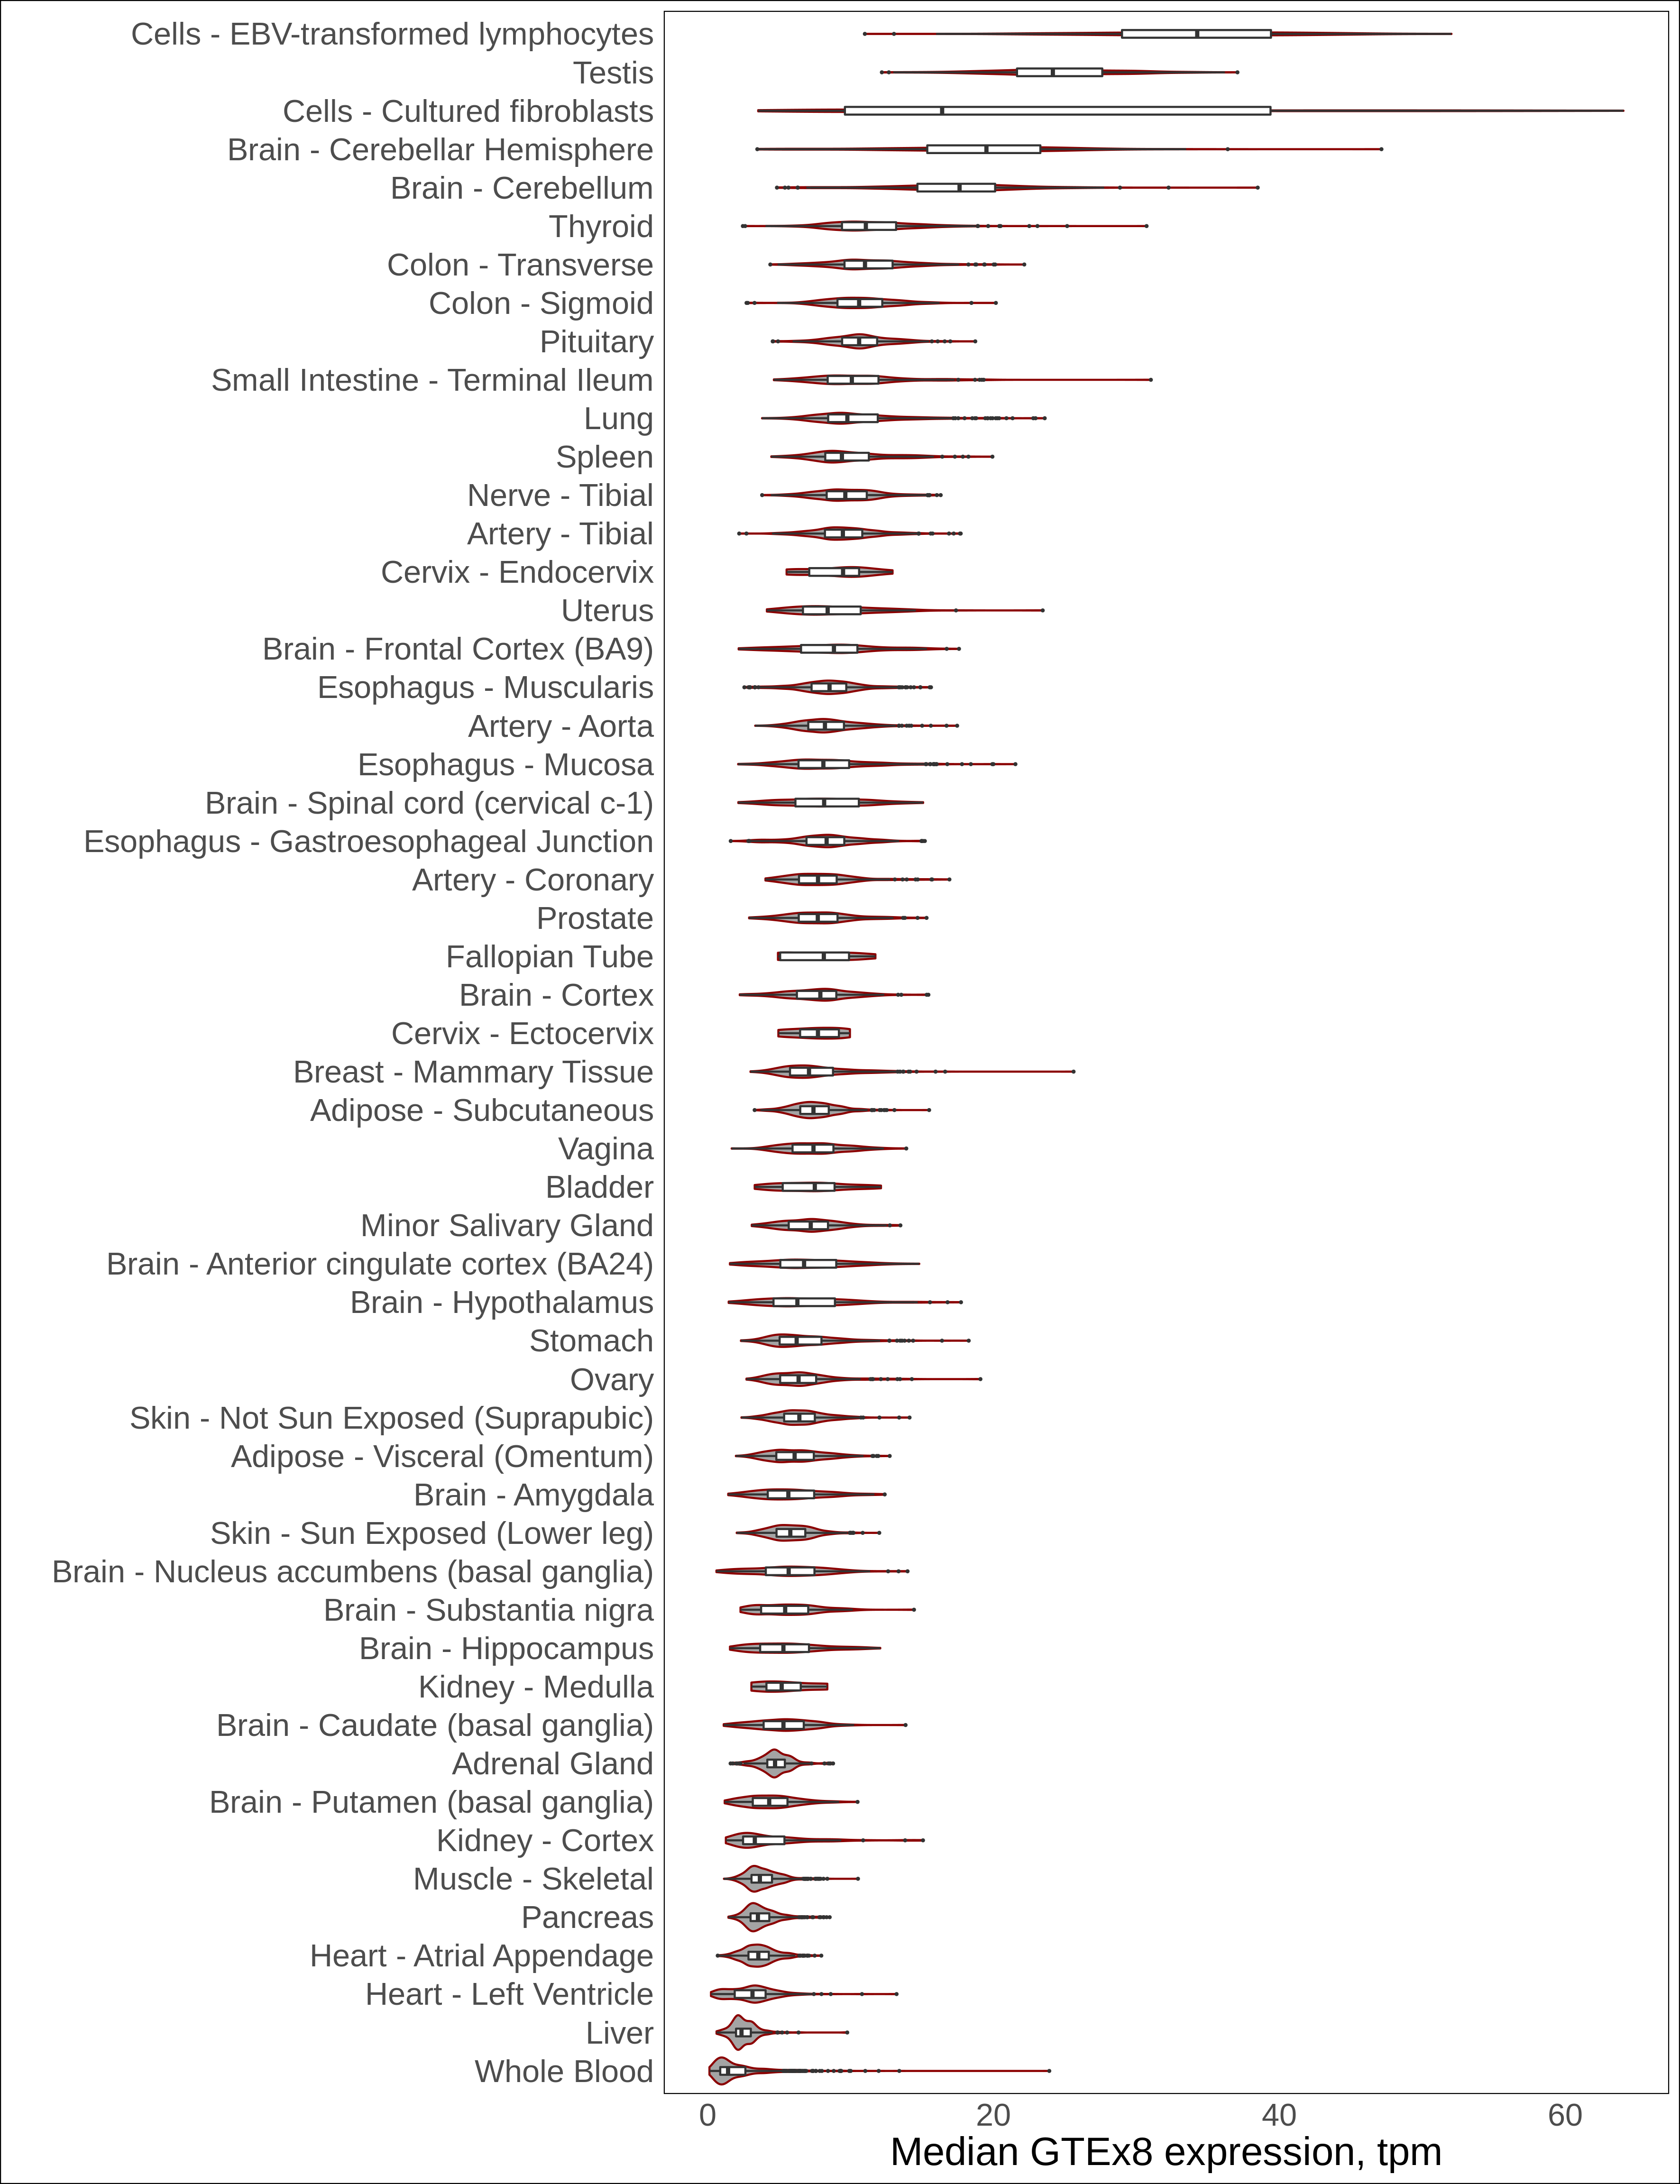 Cells - EBV-transformed lymphocytes
Testis
Cells - Cultured fibroblasts
Brain - Cerebellar Hemisphere
Brain - Cerebellum
Thyroid
Colon - Transverse
Colon - Sigmoid
Pituitary
Small Intestine - Terminal Ileum
Lung
Spleen
Nerve - Tibial
Artery - Tibial
Cervix - Endocervix
Uterus
Brain - Frontal Cortex (BA9)
Esophagus - Muscularis
Artery - Aorta
Esophagus - Mucosa
Brain - Spinal cord (cervical c-1)
Esophagus - Gastroesophageal Junction
Artery - Coronary
Prostate
Fallopian Tube
Brain - Cortex
Cervix - Ectocervix
Breast - Mammary Tissue
Adipose - Subcutaneous
Vagina
Bladder
Minor Salivary Gland
Brain - Anterior cingulate cortex (BA24)
Brain - Hypothalamus
Stomach
Ovary
Skin - Not Sun Exposed (Suprapubic)
Adipose - Visceral (Omentum)
Brain - Amygdala
Skin - Sun Exposed (Lower leg)
Brain - Nucleus accumbens (basal ganglia)
Brain - Substantia nigra
Brain - Hippocampus
Kidney - Medulla
Brain - Caudate (basal ganglia)
Adrenal Gland
Brain - Putamen (basal ganglia)
Kidney - Cortex
Muscle - Skeletal
Pancreas
Heart - Atrial Appendage
Heart - Left Ventricle
Liver
Whole Blood
0 20 40 60
Median GTEx8 expression, tpm